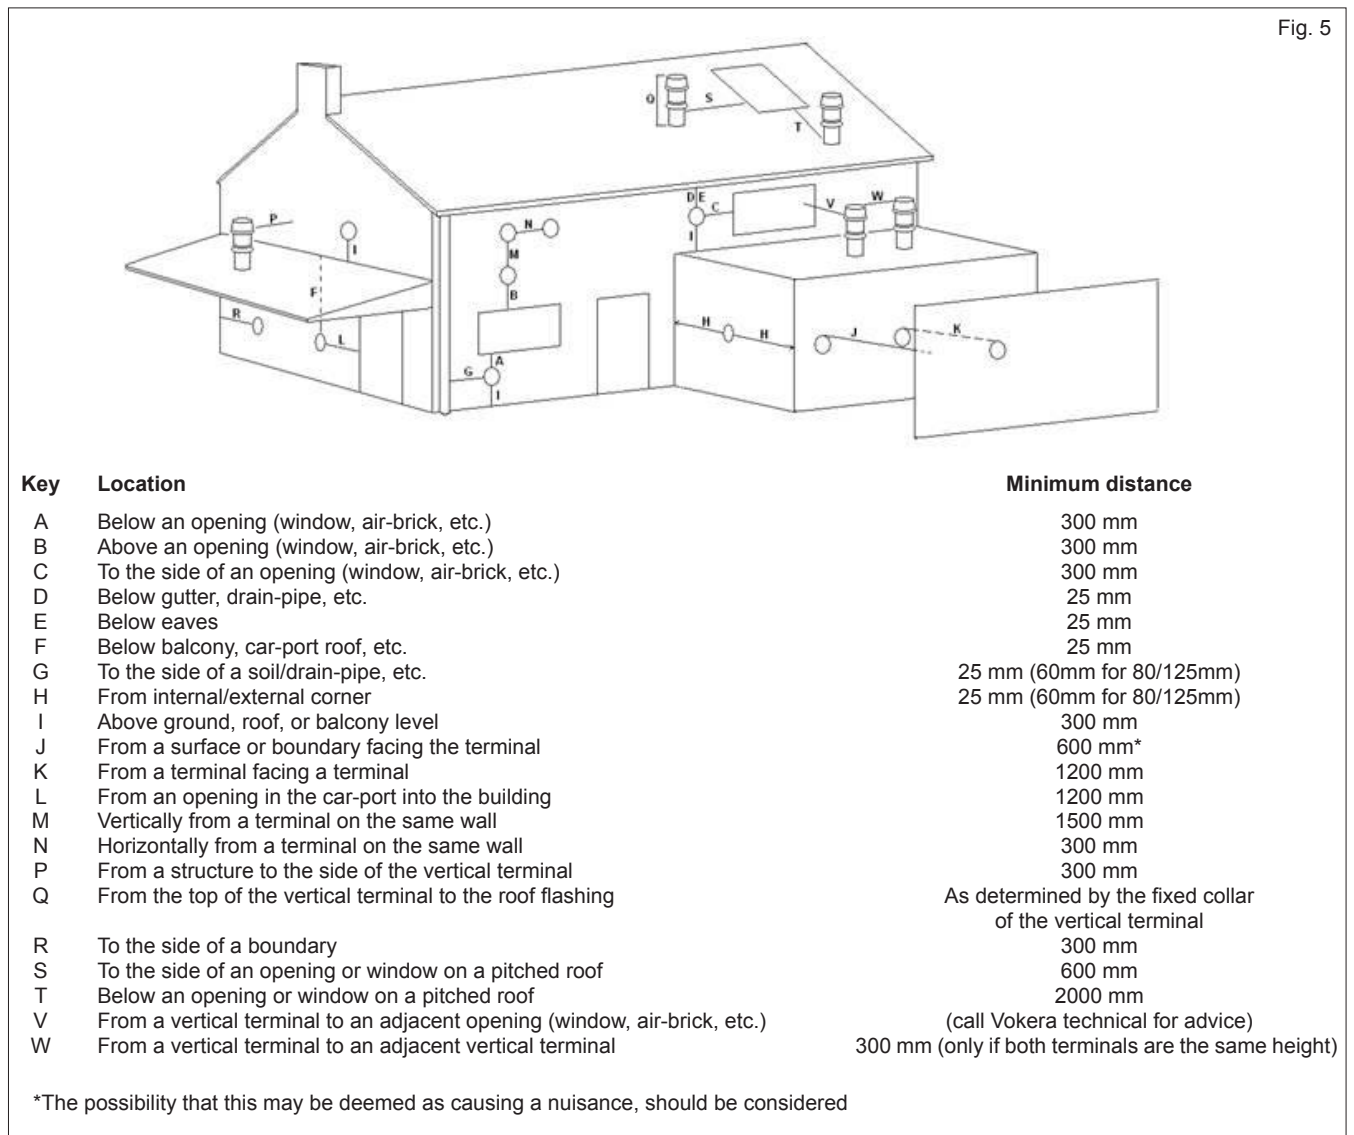 Fig. 5
Q
S
T
D E
C
V
W
I
P
I
N
M
B
F
R
L
H
H
J
K
A
G
I
Key Location Minimum distance
A Below an opening (window, air-brick, etc.) 300 mm
B Above an opening (window, air-brick, etc.) 300 mm
C To the side of an opening (window, air-brick, etc.) 300 mm
D Below gutter, drain-pipe, etc. 25 mm
E Below eaves 25 mm
F Below balcony, car-port roof, etc. 25 mm
G To the side of a soil/drain-pipe, etc. 25 mm (60mm for 80/125mm)
H From internal/external corner 25 mm (60mm for 80/125mm)
I Above ground, roof, or balcony level 300 mm
J From a surface or boundary facing the terminal 600 mm*
K From a terminal facing a terminal 1200 mm
L From an opening in the car-port into the building 1200 mm
M Vertically from a terminal on the same wall 1500 mm
N Horizontally from a terminal on the same wall 300 mm
P From a structure to the side of the vertical terminal 300 mm
Q From the top of the vertical terminal to the roof flashing As determined by the fixed collar
of the vertical terminal
R To the side of a boundary 300 mm
S To the side of an opening or window on a pitched roof 600 mm
T Below an opening or window on a pitched roof 2000 mm
V From a vertical terminal to an adjacent opening (window, air-brick, etc.) (call Vokera technical for advice)
W From a vertical terminal to an adjacent vertical terminal 300 mm (only if both terminals are the same height)
*The possibility that this may be deemed as causing a nuisance, should be considered